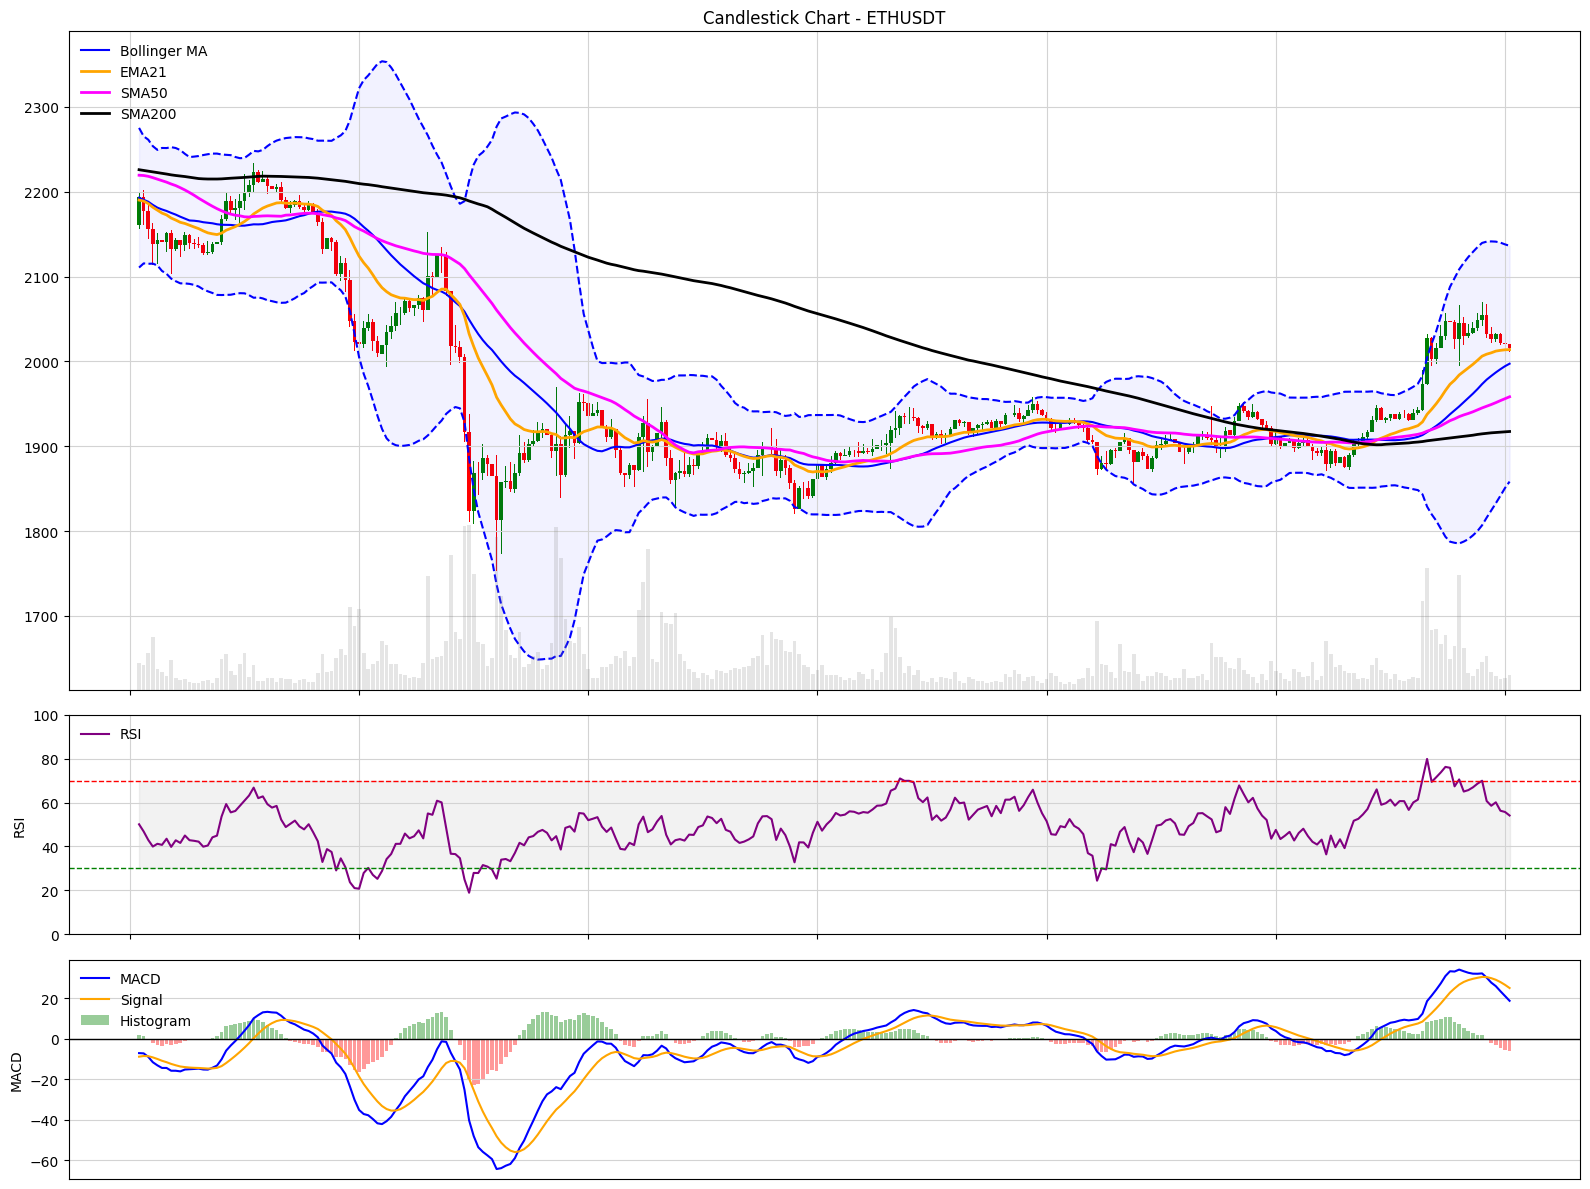 Candlestick Chart - ETHUSDT
Bollinger MA
EMA21
SMA50
SMA200
2300
2200
2100
2000
1900
1800
1700
RSI
100
80
60
40
20
0
RSI
MACD
Signal
Histogram
20
0
−20
−40
−60
MACD